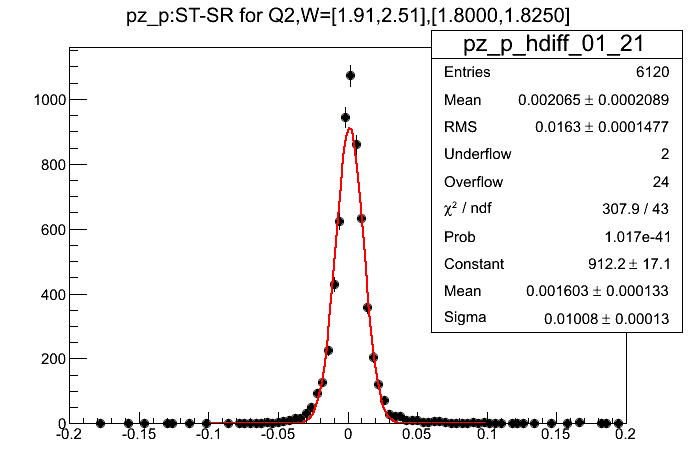 pz_p:ST-SR for Q2,W=[1.91,2.51],[1.8000,1.8250]
pz_p_hdiff_01_21
Entries 6120
Mean 0.002065 ± 0.0002089
RMS 0.0163 ± 0.0001477
Underflow 2
Overflow 24
χ² / ndf 307.9 / 43
Prob 1.017e-41
Constant 912.2 ± 17.1
Mean 0.001603 ± 0.000133
Sigma 0.01008 ± 0.00013
1000
800
600
400
200
0
-0.2 -0.15 -0.1 -0.05 0 0.05 0.1 0.15 0.2